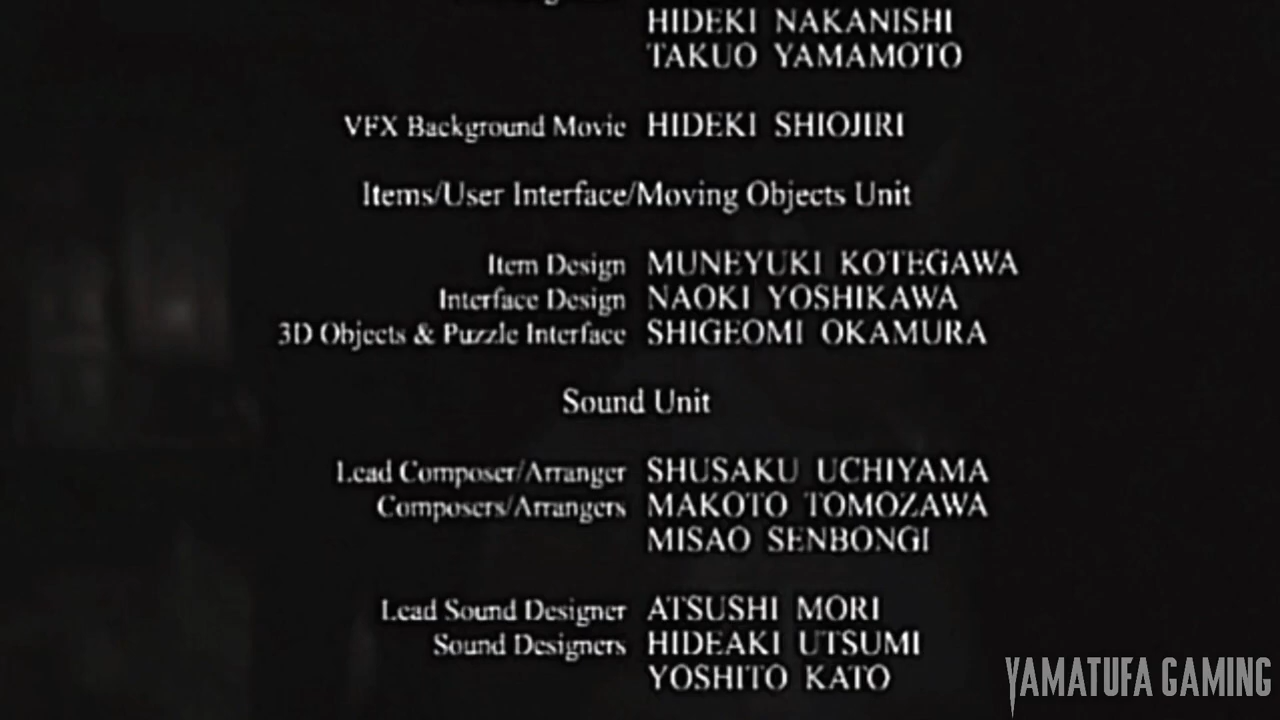 HIDEKI NAKANISHI
TAKUO YAMAMOTO
VFX Background Movie HIDEKI SHIOJIRI
Items/User Interface/Moving Objects Unit
Item Design MUNEYUKI KOTEGAWA
Interface Design NAOKI YOSHIKAWA
3D Objects & Puzzle Interface SHIGEOMI OKAMURA
Sound Unit
Lead Composer/Arranger SHUSAKU UCHIYAMA
Composers/Arrangers MAKOTO TOMOZAWA
MISAO SENBONGI
Lead Sound Designer ATSUSHI MORI
Sound Designers HIDEAKI UTSUMI
YOSHITO KATO
YAMATUFA GAMING